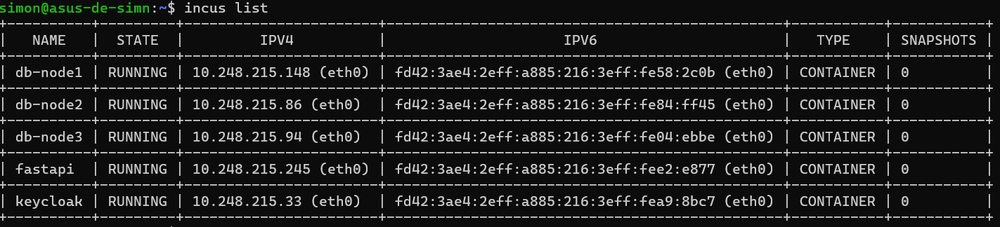 simon@asus-de-simn:~$ incus list
+----------+---------+-----------------------+-----------------------------------------------+-----------+-----------+
| NAME | STATE | IPV4 | IPV6 | TYPE | SNAPSHOTS |
+----------+---------+-----------------------+-----------------------------------------------+-----------+-----------+
| db-node1 | RUNNING | 10.248.215.148 (eth0) | fd42:3ae4:2eff:a885:216:3eff:fe58:2c0b (eth0) | CONTAINER | 0 |
+----------+---------+-----------------------+-----------------------------------------------+-----------+-----------+
| db-node2 | RUNNING | 10.248.215.86 (eth0) | fd42:3ae4:2eff:a885:216:3eff:fe84:ff45 (eth0) | CONTAINER | 0 |
+----------+---------+-----------------------+-----------------------------------------------+-----------+-----------+
| db-node3 | RUNNING | 10.248.215.94 (eth0) | fd42:3ae4:2eff:a885:216:3eff:fe04:ebbe (eth0) | CONTAINER | 0 |
+----------+---------+-----------------------+-----------------------------------------------+-----------+-----------+
| fastapi | RUNNING | 10.248.215.245 (eth0) | fd42:3ae4:2eff:a885:216:3eff:fee2:e877 (eth0) | CONTAINER | 0 |
+----------+---------+-----------------------+-----------------------------------------------+-----------+-----------+
| keycloak | RUNNING | 10.248.215.33 (eth0) | fd42:3ae4:2eff:a885:216:3eff:fea9:8bc7 (eth0) | CONTAINER | 0 |
+----------+---------+-----------------------+-----------------------------------------------+-----------+-----------+